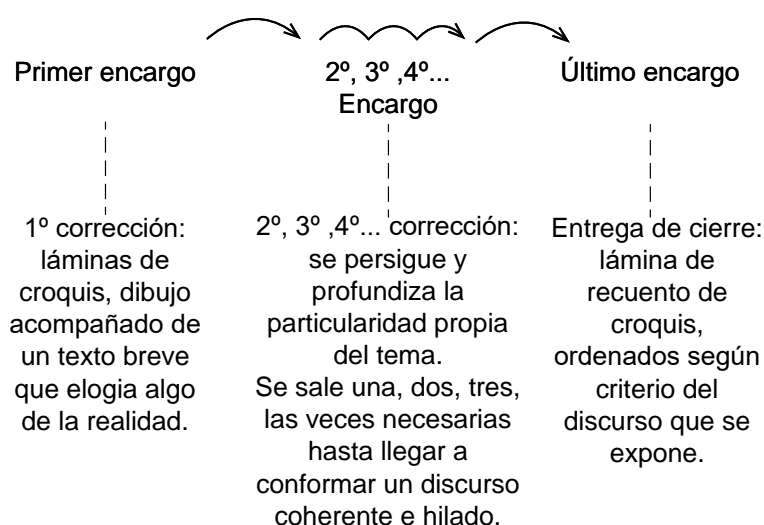 Primer encargo
2º, 3º ,4º...
Encargo
Último encargo
1º corrección:
láminas de
croquis, dibujo
acompañado de
un texto breve
que elogia algo
de la realidad.
2º, 3º ,4º... corrección:
se persigue y
profundiza la
particularidad propia
del tema.
Se sale una, dos, tres,
las veces necesarias
hasta llegar a
conformar un discurso
coherente e hilado.
Entrega de cierre:
lámina de
recuento de
croquis,
ordenados según
criterio del
discurso que se
expone.